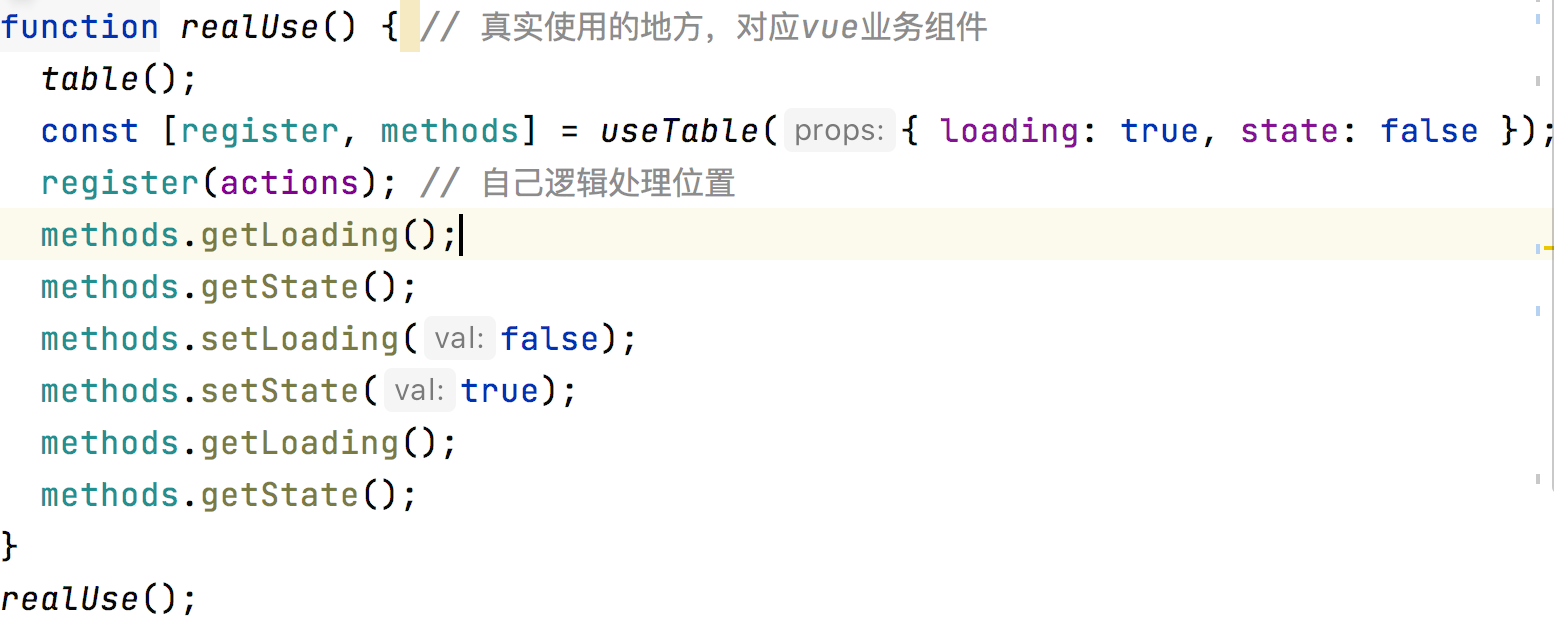 function realUse() { // 真实使用的地方，对应vue业务组件
  table();
  const [register, methods] = useTable( props: { loading: true, state: false });
  register(actions); // 自己逻辑处理位置
  methods.getLoading();
  methods.getState();
  methods.setLoading( val: false);
  methods.setState( val: true);
  methods.getLoading();
  methods.getState();
}
realUse();